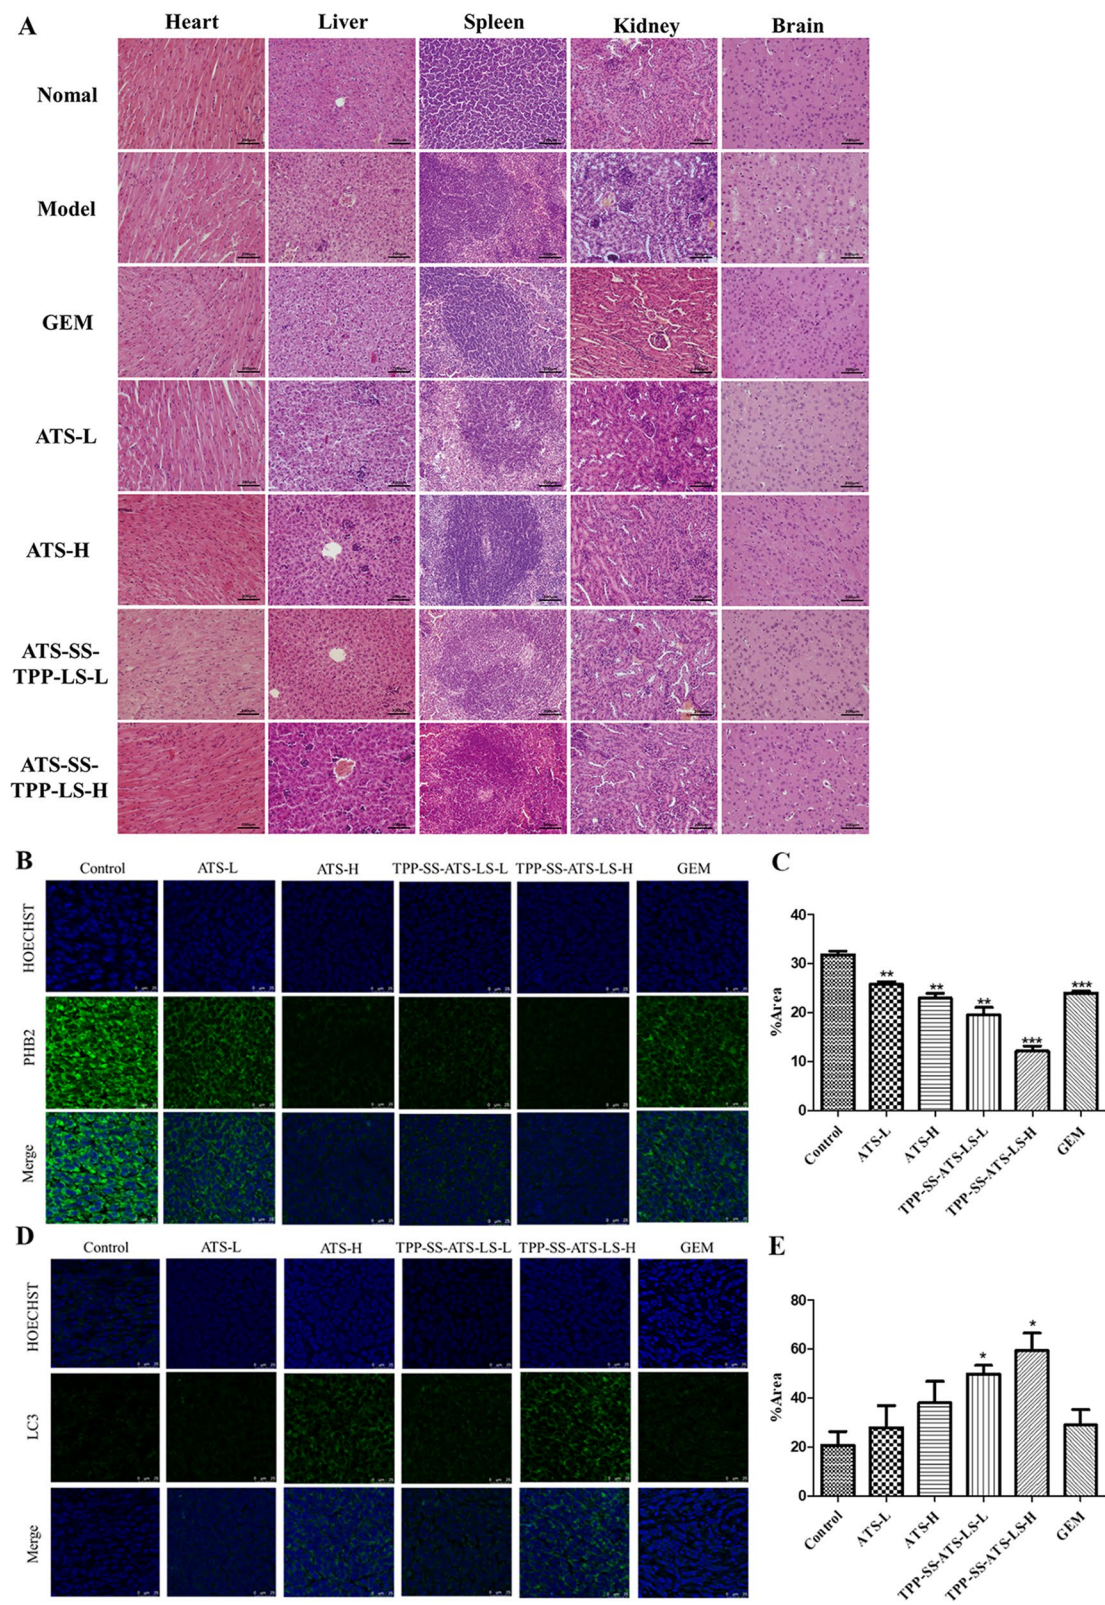 A
Heart Liver Spleen Kidney Brain
Nomal
Model
GEM
ATS-L
ATS-H
ATS-SS-
TPP-LS-L
ATS-SS-
TPP-LS-H
B
Control ATS-L ATS-H TPP-SS-ATS-LS-L TPP-SS-ATS-LS-H GEM
HOECHST
PHB2
Merge
C
%Area
40
30
20
10
0
** ** ** *** ***
Control ATS-L ATS-H TPP-SS-ATS-LS-L TPP-SS-ATS-LS-H GEM
D
Control ATS-L ATS-H TPP-SS-ATS-LS-L TPP-SS-ATS-LS-H GEM
HOECHST
LC3
Merge
E
%Area
80
60
40
20
0
* *
Control ATS-L ATS-H TPP-SS-ATS-LS-L TPP-SS-ATS-LS-H GEM